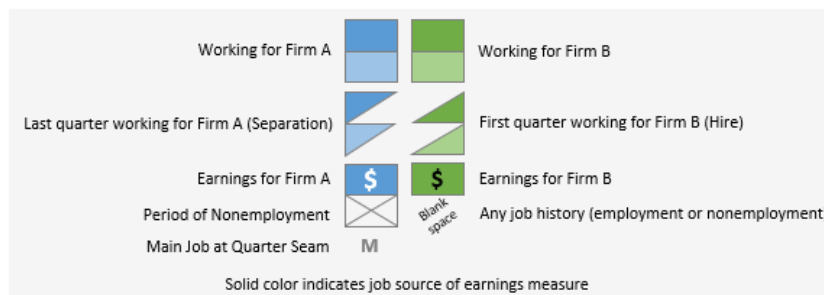 Working for Firm A
Working for Firm B
Last quarter working for Firm A (Separation)
First quarter working for Firm B (Hire)
Earnings for Firm A
$
$
Earnings for Firm B
Period of Nonemployment
Blank
space
Any job history (employment or nonemployment
Main Job at Quarter Seam
M
Solid color indicates job source of earnings measure